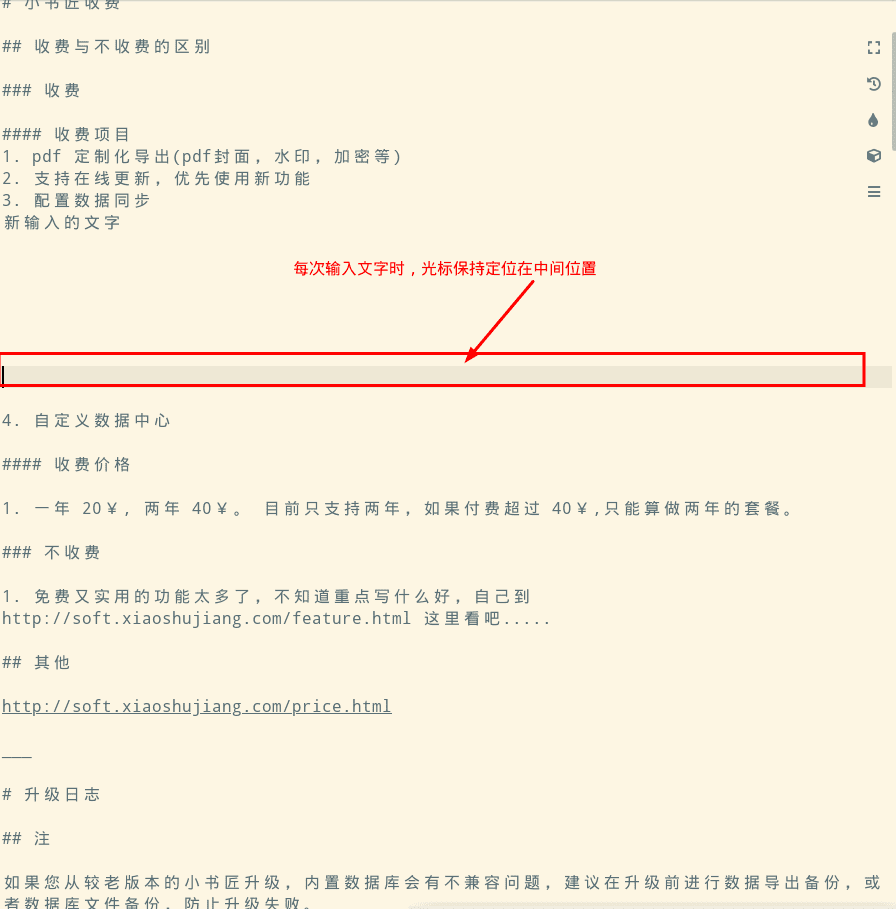 # 小书匠收费
## 收费与不收费的区别
### 收费
#### 收费项目
1. pdf 定制化导出(pdf封面, 水印, 加密等)
2. 支持在线更新, 优先使用新功能
3. 配置数据同步
新输入的文字
每次输入文字时，光标保持定位在中间位置
4. 自定义数据中心
#### 收费价格
1. 一年 20¥, 两年 40¥。 目前只支持两年, 如果付费超过 40¥,只能算做两年的套餐。
### 不收费
1. 免费又实用的功能太多了, 不知道重点写什么好, 自己到
http://soft.xiaoshujiang.com/feature.html 这里看吧.....
## 其他
http://soft.xiaoshujiang.com/price.html
___
# 升级日志
## 注
如果您从较老版本的小书匠升级, 内置数据库会有不兼容问题, 建议在升级前进行数据导出备份, 或
者数据库文件备份, 防止升级失败。